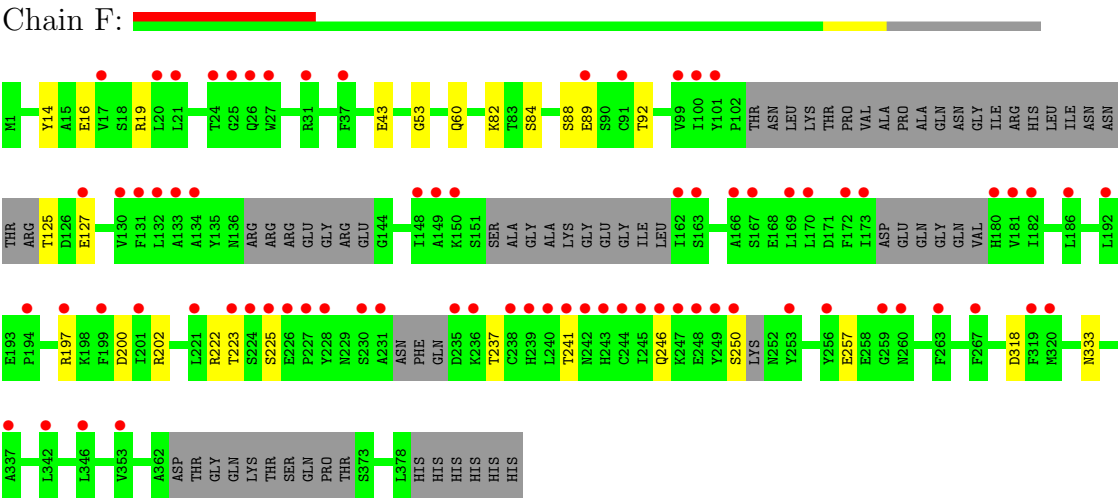 Chain F:
M1 Y14 A15 E16 V17 S18 R19 L20 L21 T24 G25 Q26 W27 R31 F37 E43 G53 Q60 K82 T83 S84 S88 E89 S90 C91 T92 V99 I100 Y101 P102 THR ASN LEU LYS THR PRO VAL ALA PRO ALA GLN ASN GLY ILE ARG HIS LEU ILE ASN ASN
THR ARG T125 D126 E127 V130 F131 L132 A133 A134 Y135 N136 ARG ARG ARG GLU GLY ARG GLU G144 I148 A149 K150 S151 SER ALA GLY ALA LYS GLY GLU GLY ILE LEU I162 S163 A166 S167 E168 L169 L170 D171 F172 I173 ASP GLU GLN GLY GLN VAL H180 V181 I182 L186 L192
E193 P194 R197 K198 F199 D200 T201 R202 L221 R222 T223 S224 S225 E226 P227 Y228 N229 S230 A231 ASN PHE GLN D235 K236 T237 C238 H239 L240 T241 N242 H243 C244 I245 Q246 K247 E248 Y249 S250 LYS N252 Y253 Y256 E257 E258 G259 N260 F263 F267 D318 F319 M320 N333
A337 L342 L346 V353 A362 ASP THR GLY GLN LYS THR SER GLN PRO THR S373 L378 HIS HIS HIS HIS HIS HIS